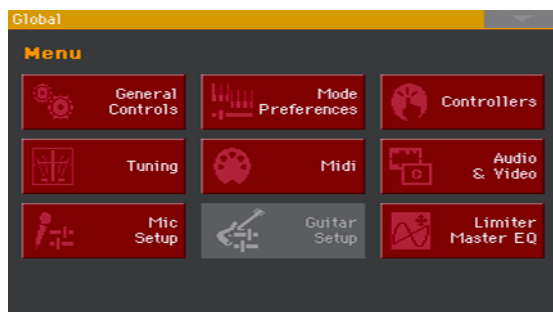 Global
Menu
General
Controls
Mode
Preferences
Controllers
Tuning
Midi
Audio
& Video
Mic
Setup
Guitar
Setup
Limiter
Master EQ